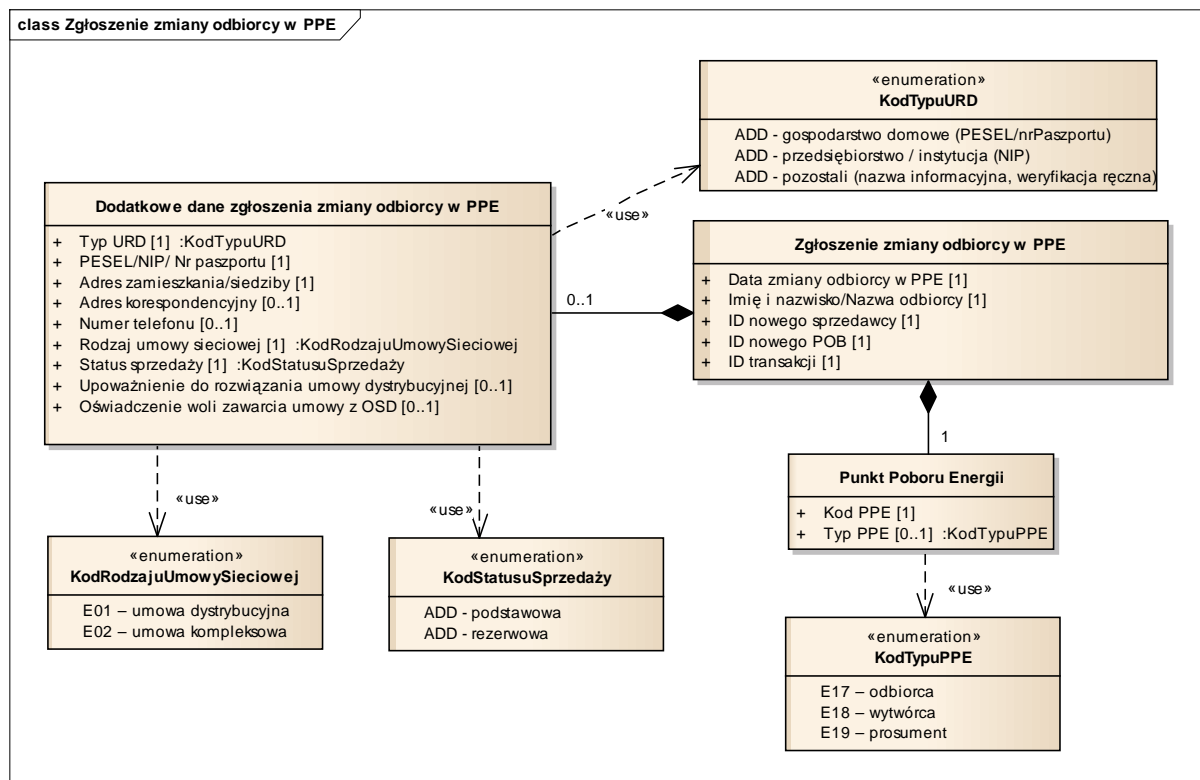 class Zgłoszenie zmiany odbiorcy w PPE
«enumeration»
KodTypuURD
ADD - gospodarstwo domowe (PESEL/nrPaszportu)
ADD - przedsiębiorstwo / instytucja (NIP)
ADD - pozostali (nazwa informacyjna, weryfikacja ręczna)
«use»
Dodatkowe dane zgłoszenia zmiany odbiorcy w PPE
+ Typ URD [1] :KodTypuURD
+ PESEL/NIP/ Nr paszportu [1]
+ Adres zamieszkania/siedziby [1]
+ Adres korespondencyjny [0..1]
+ Numer telefonu [0..1]
+ Rodzaj umowy sieciowej [1] :KodRodzajuUmowySieciowej
+ Status sprzedaży [1] :KodStatusuSprzedaży
+ Upoważnienie do rozwiązania umowy dystrybucyjnej [0..1]
+ Oświadczenie woli zawarcia umowy z OSD [0..1]
0..1
Zgłoszenie zmiany odbiorcy w PPE
+ Data zmiany odbiorcy w PPE [1]
+ Imię i nazwisko/Nazwa odbiorcy [1]
+ ID nowego sprzedawcy [1]
+ ID nowego POB [1]
+ ID transakcji [1]
1
Punkt Poboru Energii
+ Kod PPE [1]
+ Typ PPE [0..1] :KodTypuPPE
«use»
«use»
«use»
«enumeration»
KodRodzajuUmowySieciowej
E01 – umowa dystrybucyjna
E02 – umowa kompleksowa
«enumeration»
KodStatusuSprzedaży
ADD - podstawowa
ADD - rezerwowa
«enumeration»
KodTypuPPE
E17 – odbiorca
E18 – wytwórca
E19 – prosument